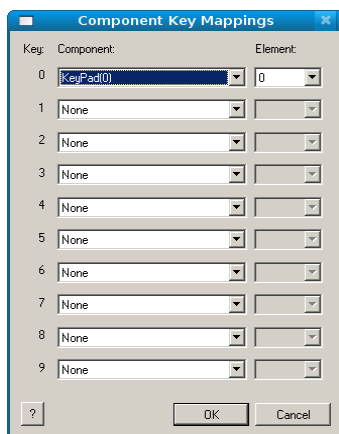 Component Key Mappings
Key: Component: Element:
0 KeyPad(0) 0
1 None
2 None
3 None
4 None
5 None
6 None
7 None
8 None
9 None
? OK Cancel